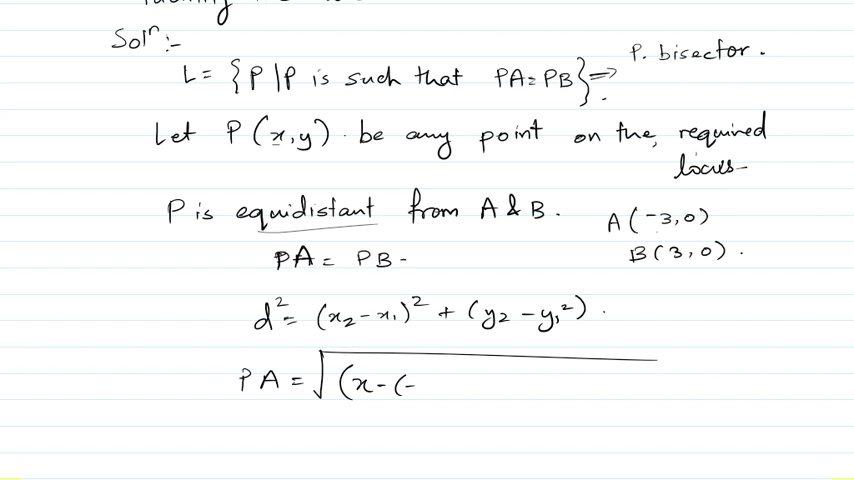 Solⁿ:-
L = {P | P is such that PA = PB} ⇒ P. bisector.
Let P(x,y) be any point on the, required
locus-
P is equidistant from A & B. A(-3,0)
PA = PB- B(3,0).
d² = (x₂ - x₁)² + (y₂ - y₁²).
PA = √(x-(-